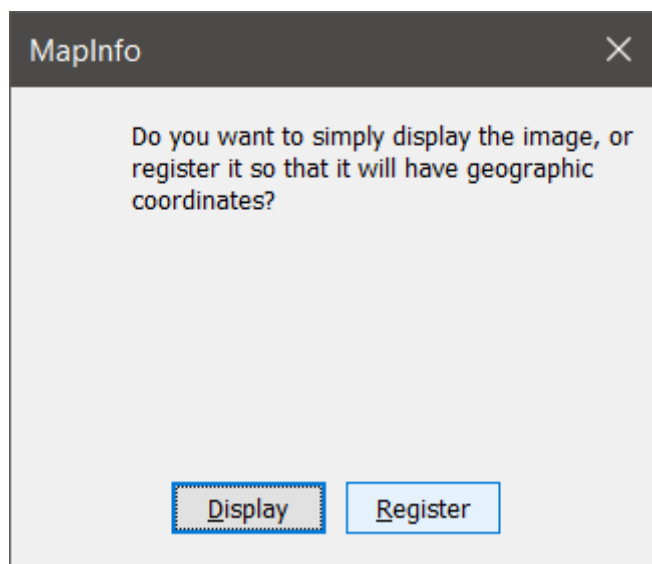 MapInfo
Do you want to simply display the image, or
register it so that it will have geographic
coordinates?
Display
Register